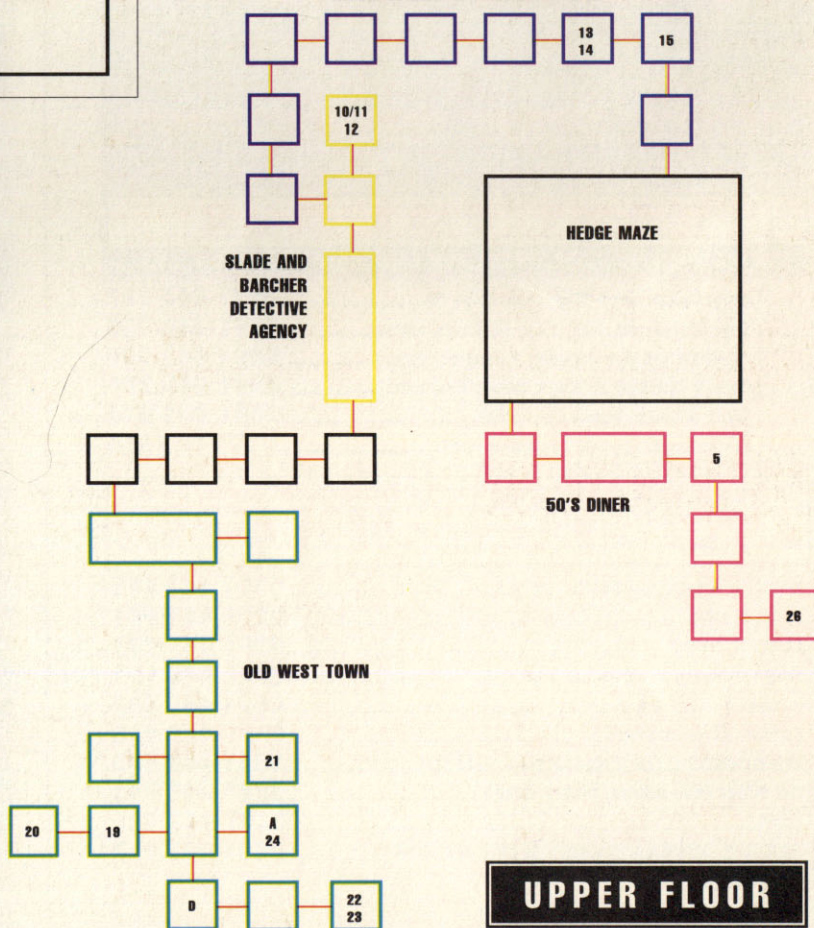 13
14
15
10/11
12
HEDGE MAZE
SLADE AND
BARCHER
DETECTIVE
AGENCY
5
50'S DINER
26
OLD WEST TOWN
21
20
19
A
24
D
22
23
UPPER FLOOR